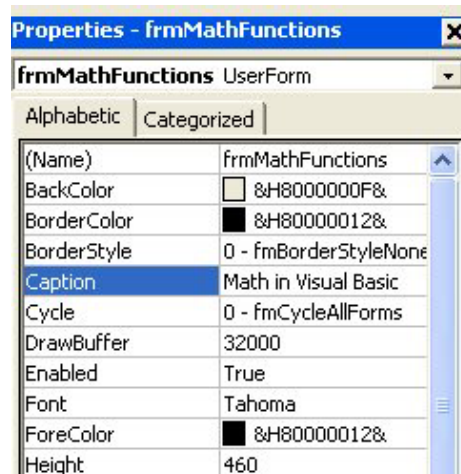 Properties - frmMathFunctions
frmMathFunctions UserForm
Alphabetic Categorized
(Name) frmMathFunctions
BackColor &H8000000F&
BorderColor &H80000012&
BorderStyle 0 - fmBorderStyleNone
Caption Math in Visual Basic
Cycle 0 - fmCycleAllForms
DrawBuffer 32000
Enabled True
Font Tahoma
ForeColor &H80000012&
Height 460